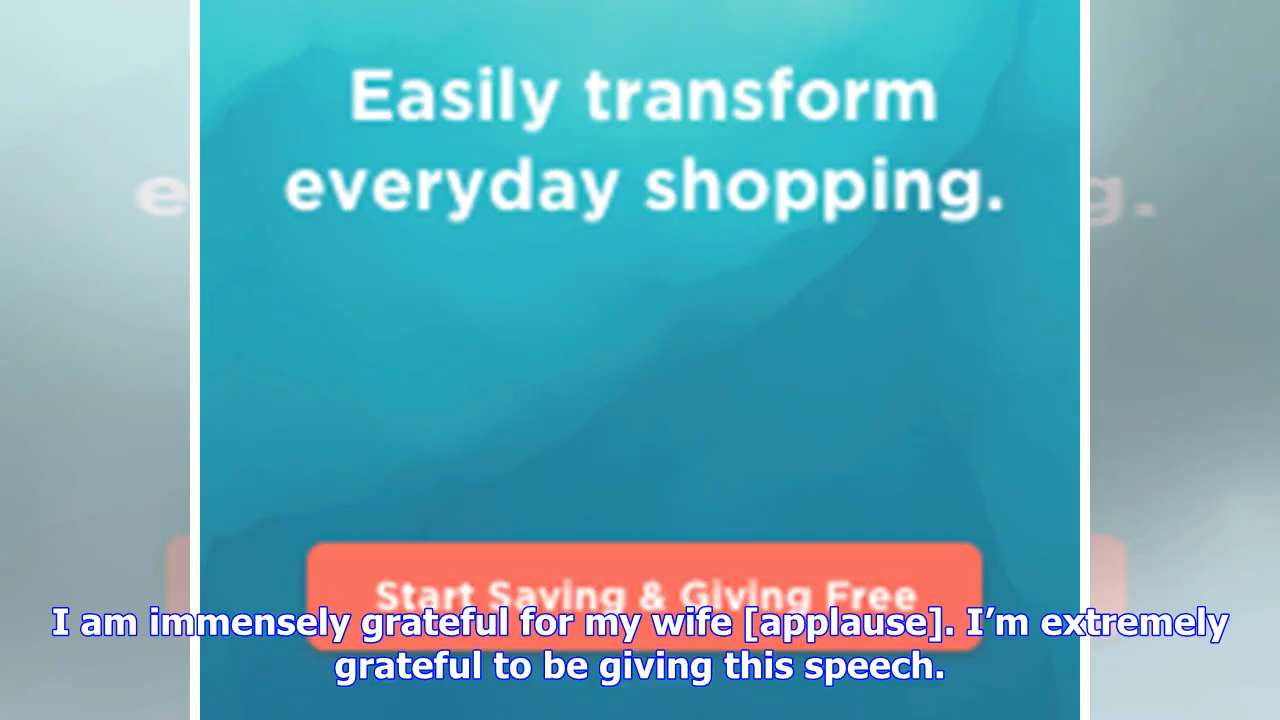 Easily transform
everyday shopping.
e
g.
Start Saving & Giving Free
I am immensely grateful for my wife [applause]. I’m extremely
grateful to be giving this speech.